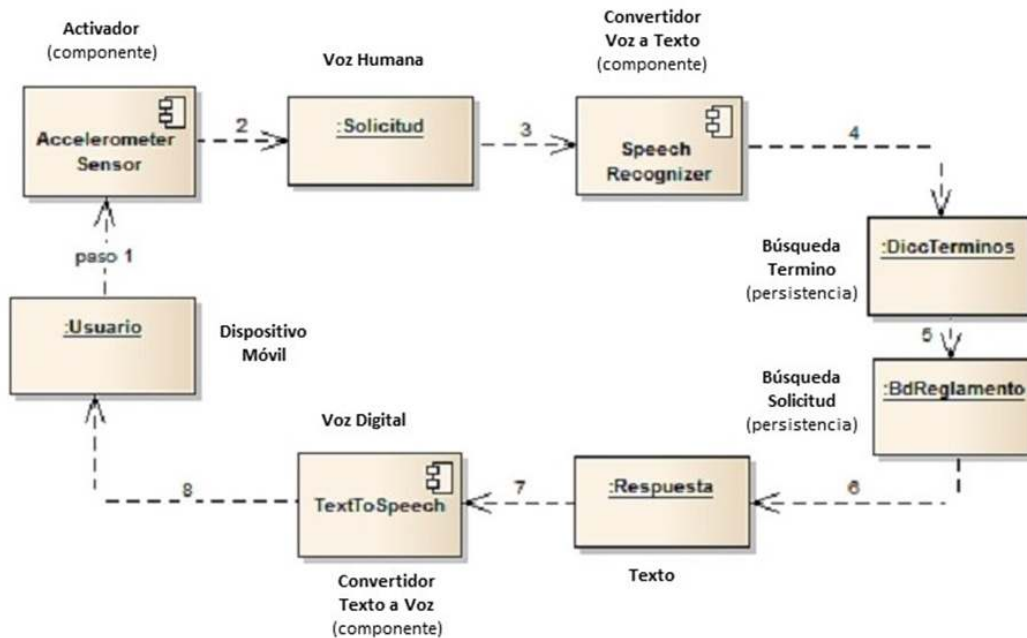 Activador
(componente)
Accelerometer
Sensor
2
Voz Humana
:Solicitud
3
Convertidor
Voz a Texto
(componente)
Speech
Recognizer
4
Búsqueda
Termino
(persistencia)
:DiccTerminos
5
Búsqueda
Solicitud
(persistencia)
:BdReglamento
6
:Respuesta
Texto
7
Voz Digital
TextToSpeech
Convertidor
Texto a Voz
(componente)
8
Dispositivo
Móvil
:Usuario
paso 1